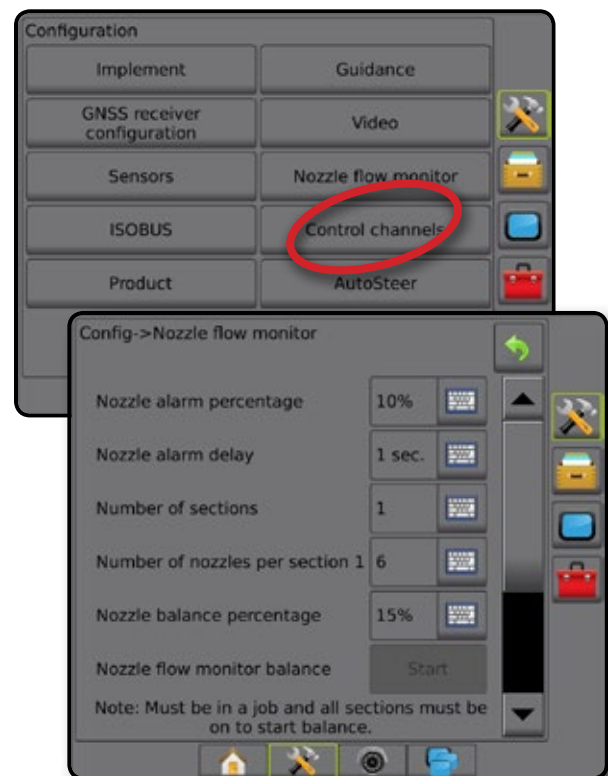 Configuration
Implement
Guidance
GNSS receiver
configuration
Video
Sensors
Nozzle flow monitor
ISOBUS
Control channels
Product
AutoSteer
Config->Nozzle flow monitor
Nozzle alarm percentage
10%
Nozzle alarm delay
1 sec.
Number of sections
1
Number of nozzles per section 1
6
Nozzle balance percentage
15%
Nozzle flow monitor balance
Start
Note: Must be in a job and all sections must be
on to start balance.